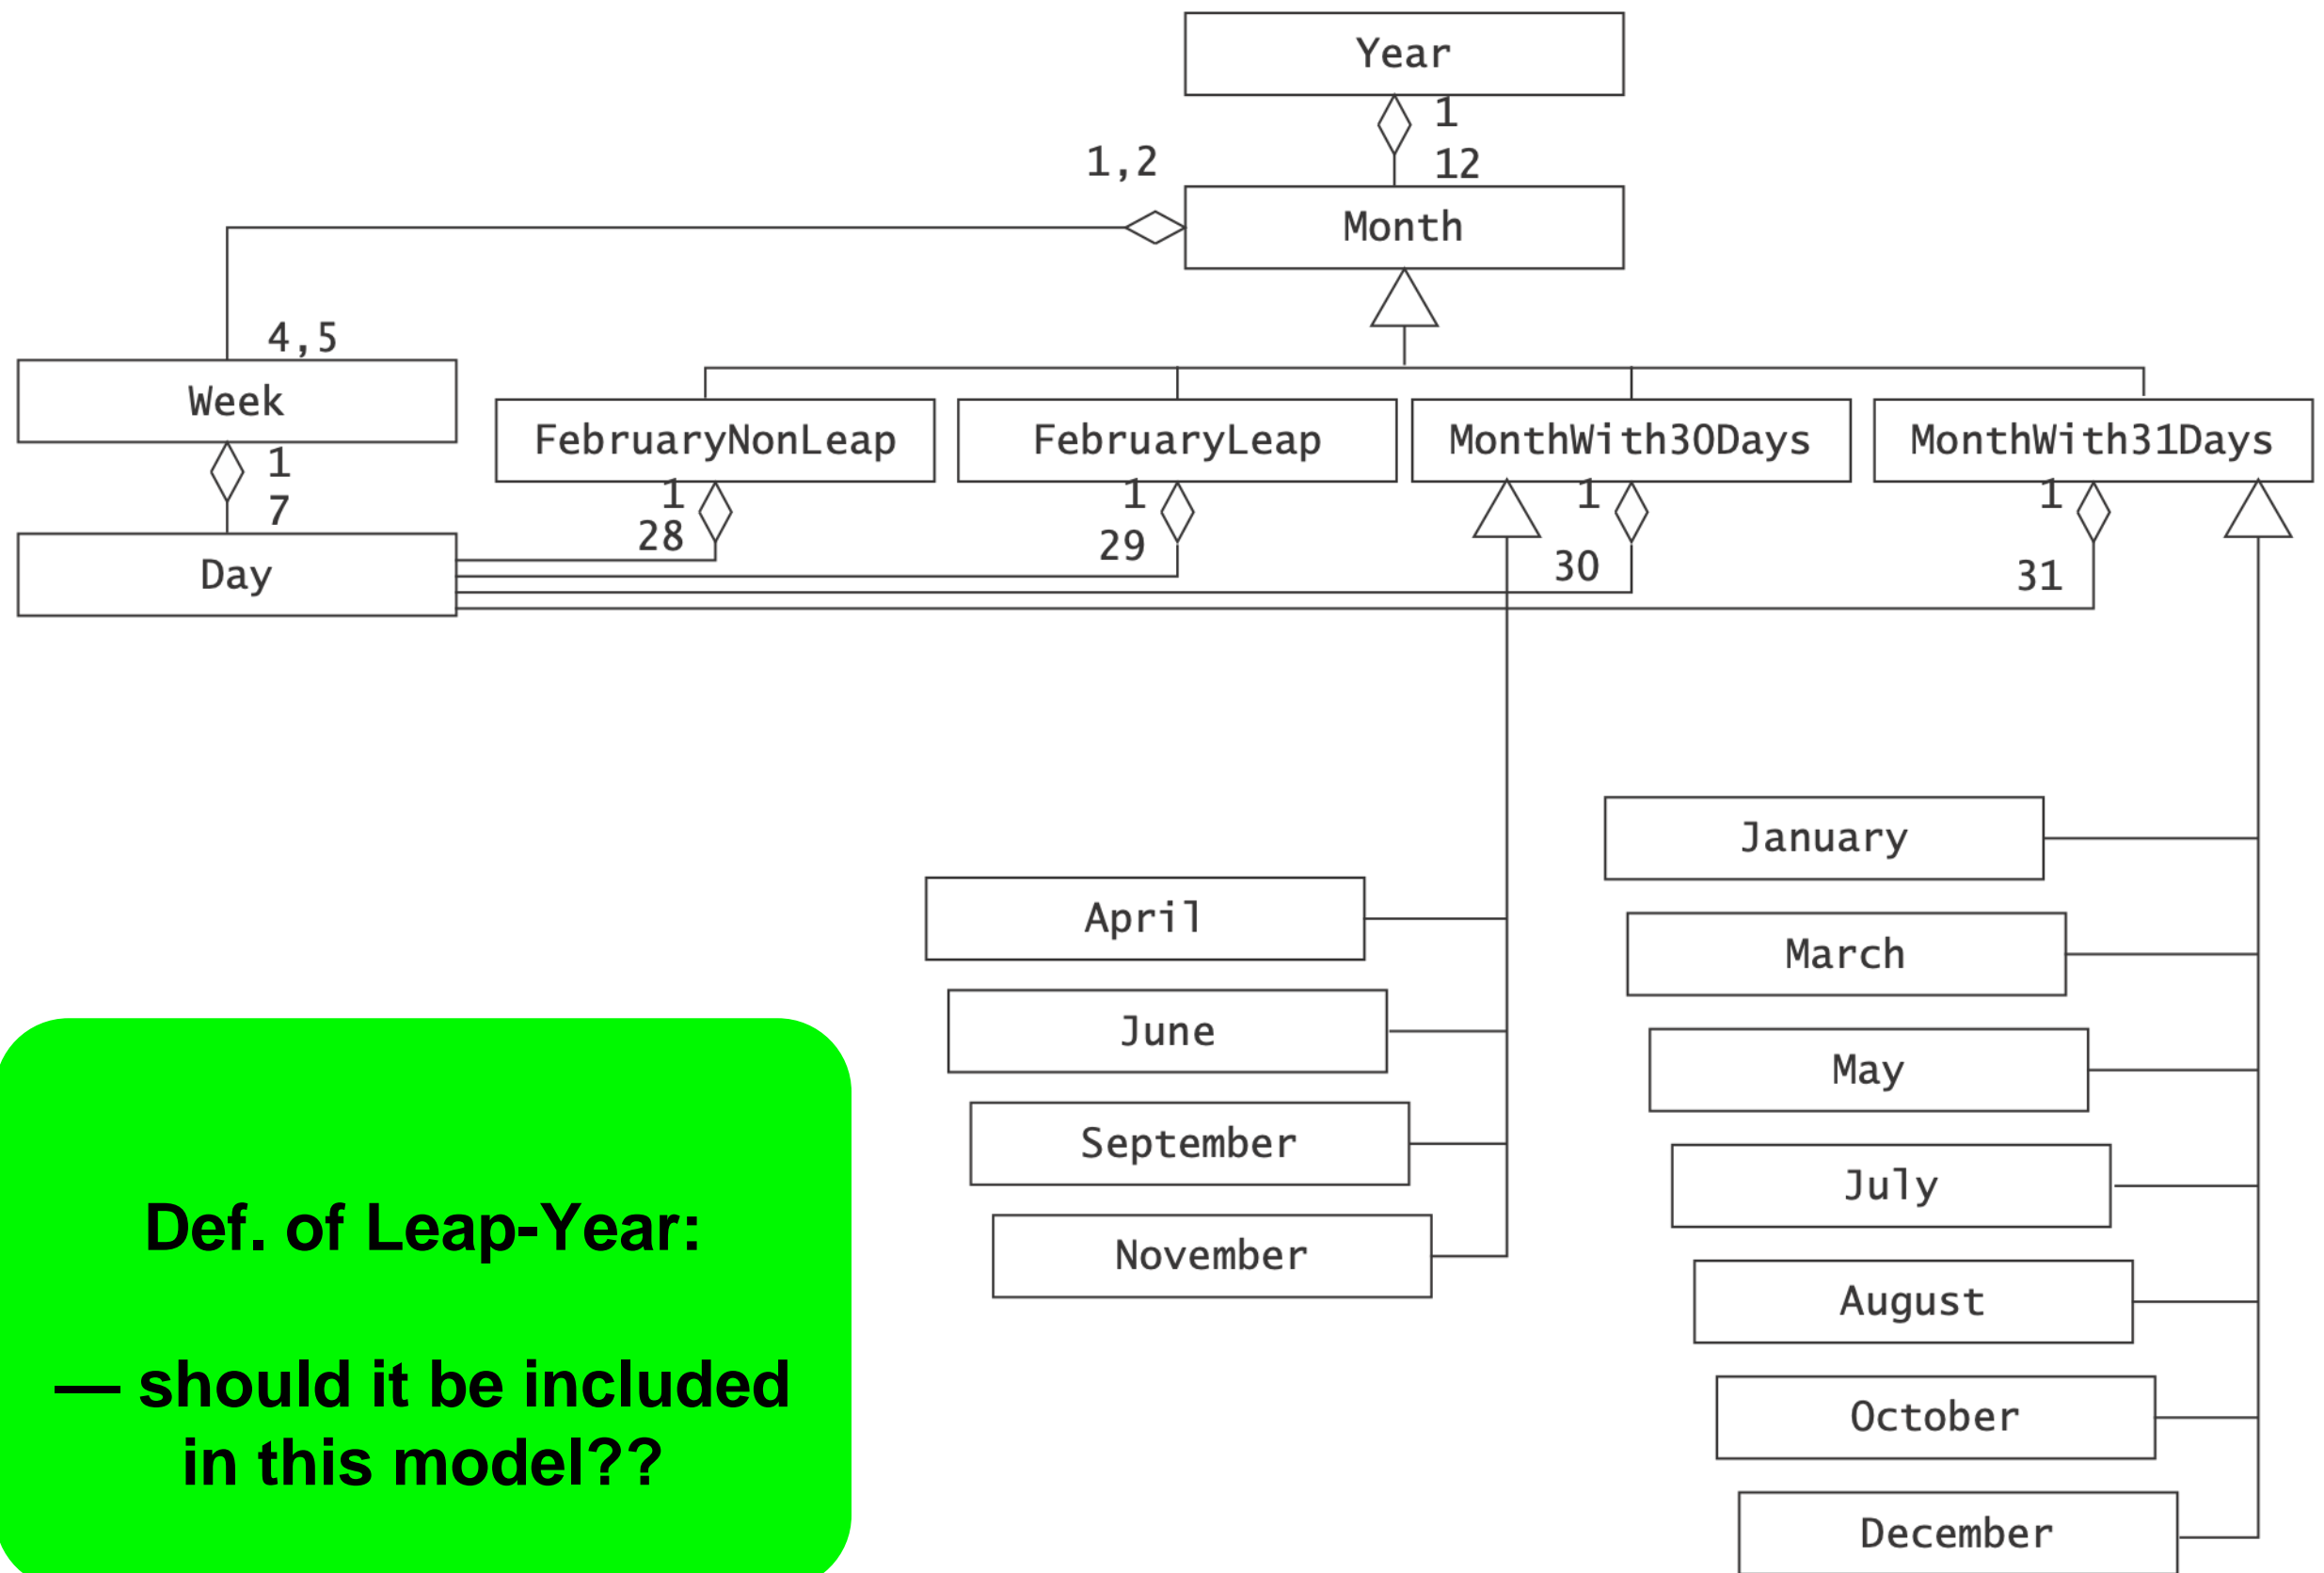 Year
1
12
1,2
Month
4,5
Week
FebruaryNonLeap
FebruaryLeap
MonthWith30Days
MonthWith31Days
1
7
1
28
1
29
1
30
1
31
Day
January
April
March
June
May
September
July
November
August
October
December
Def. of Leap-Year:
— should it be included
in this model??